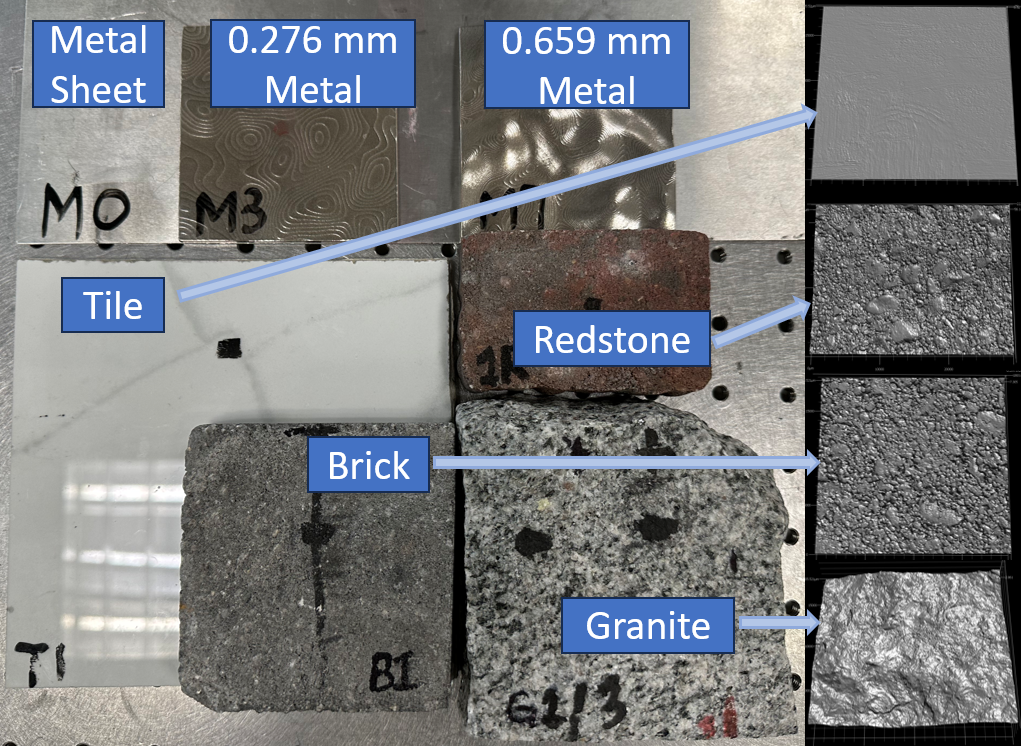 Metal
Sheet
0.276 mm
Metal
0.659 mm
Metal
M0
M3
Tile
Redstone
Brick
Granite
T1
B1
G2/3